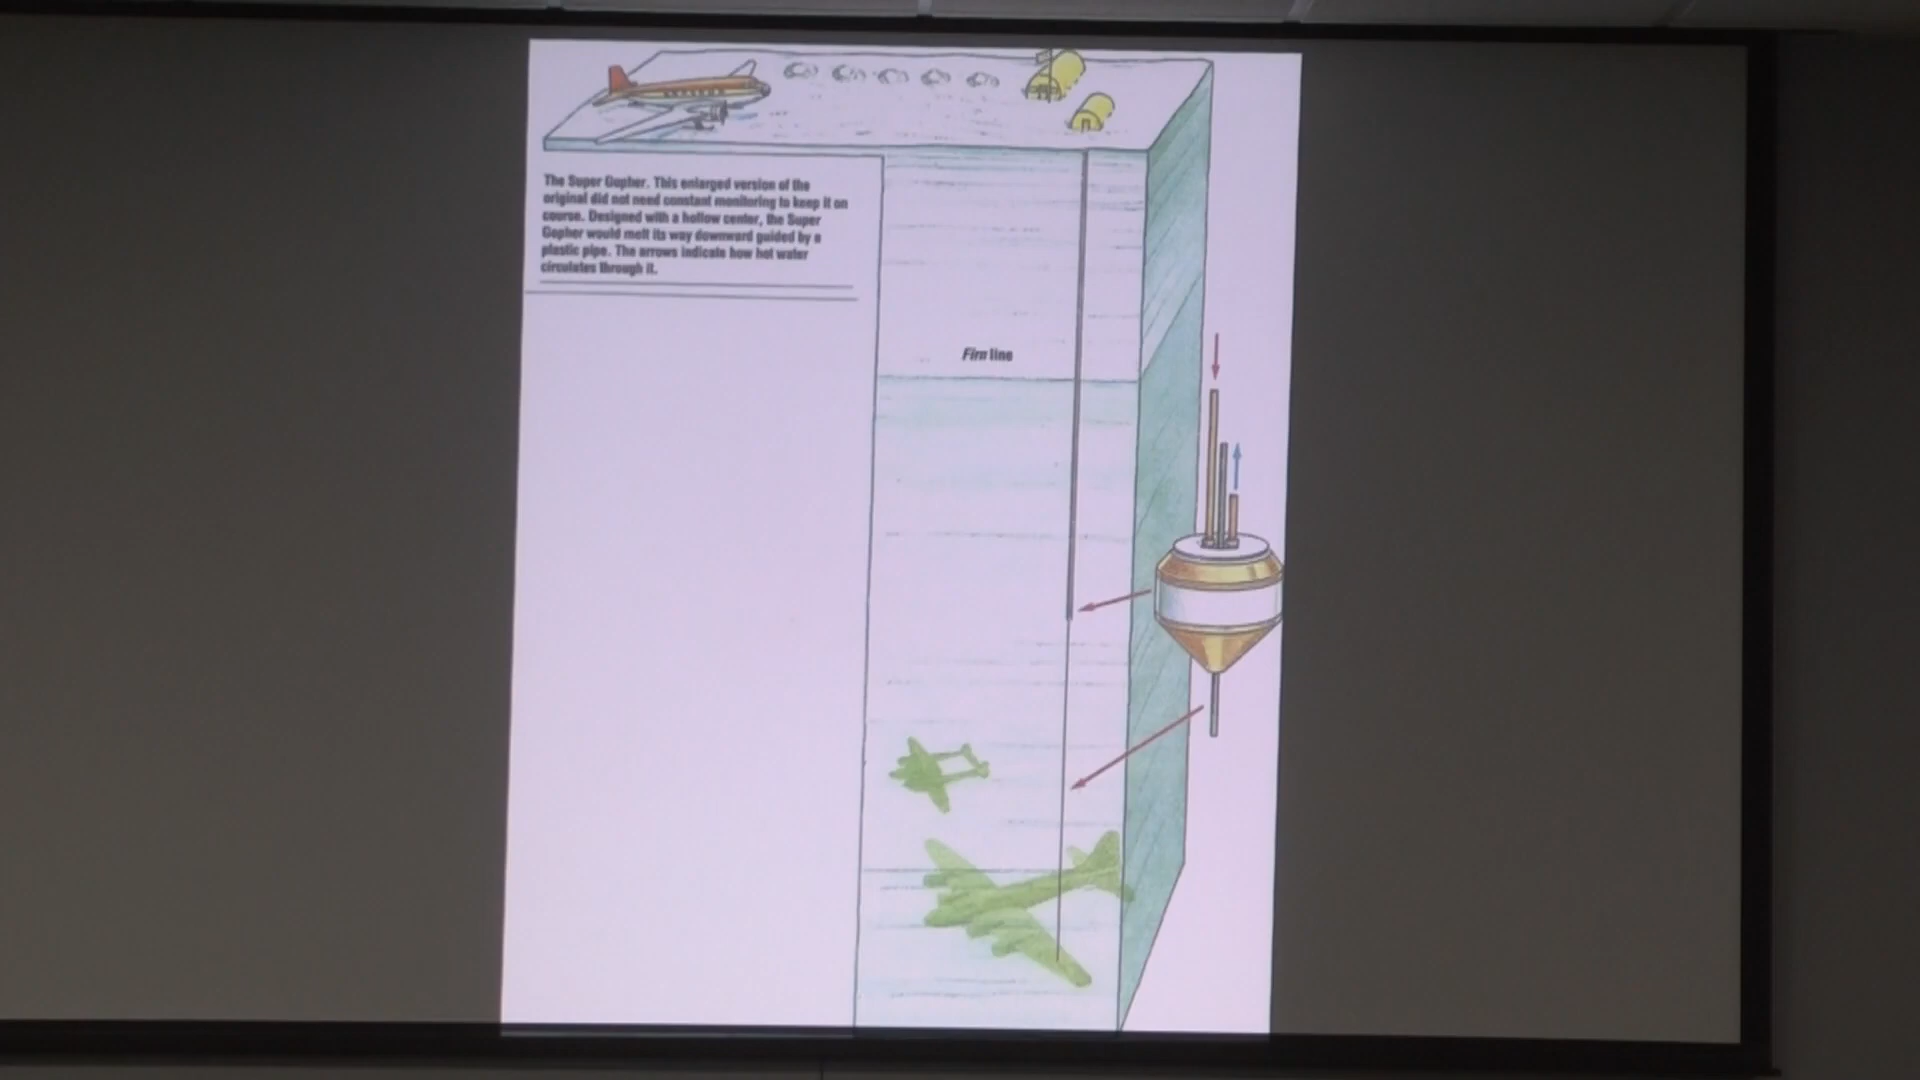 The Super Gopher. This enlarged version of the
original did not need constant monitoring to keep it on
course. Designed with a hollow center, the Super
Gopher would melt its way downward guided by a
plastic pipe. The arrows indicate how hot water
circulates through it.
Firn line